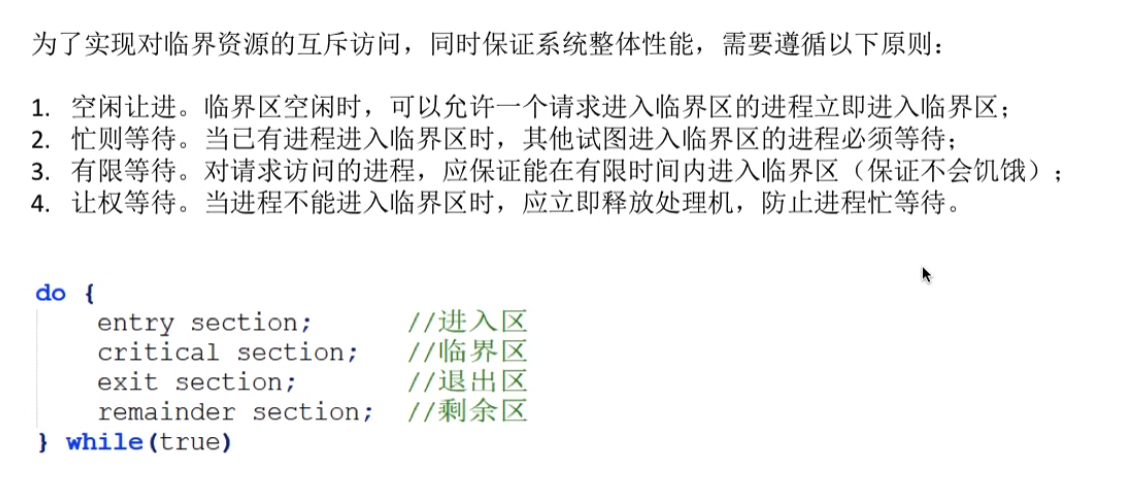 为了实现对临界资源的互斥访问，同时保证系统整体性能，需要遵循以下原则：
1. 空闲让进。临界区空闲时，可以允许一个请求进入临界区的进程立即进入临界区；
2. 忙则等待。当已有进程进入临界区时，其他试图进入临界区的进程必须等待；
3. 有限等待。对请求访问的进程，应保证能在有限时间内进入临界区（保证不会饥饿）；
4. 让权等待。当进程不能进入临界区时，应立即释放处理机，防止进程忙等待。
do {
    entry section;      //进入区
    critical section;   //临界区
    exit section;       //退出区
    remainder section;  //剩余区
} while(true)